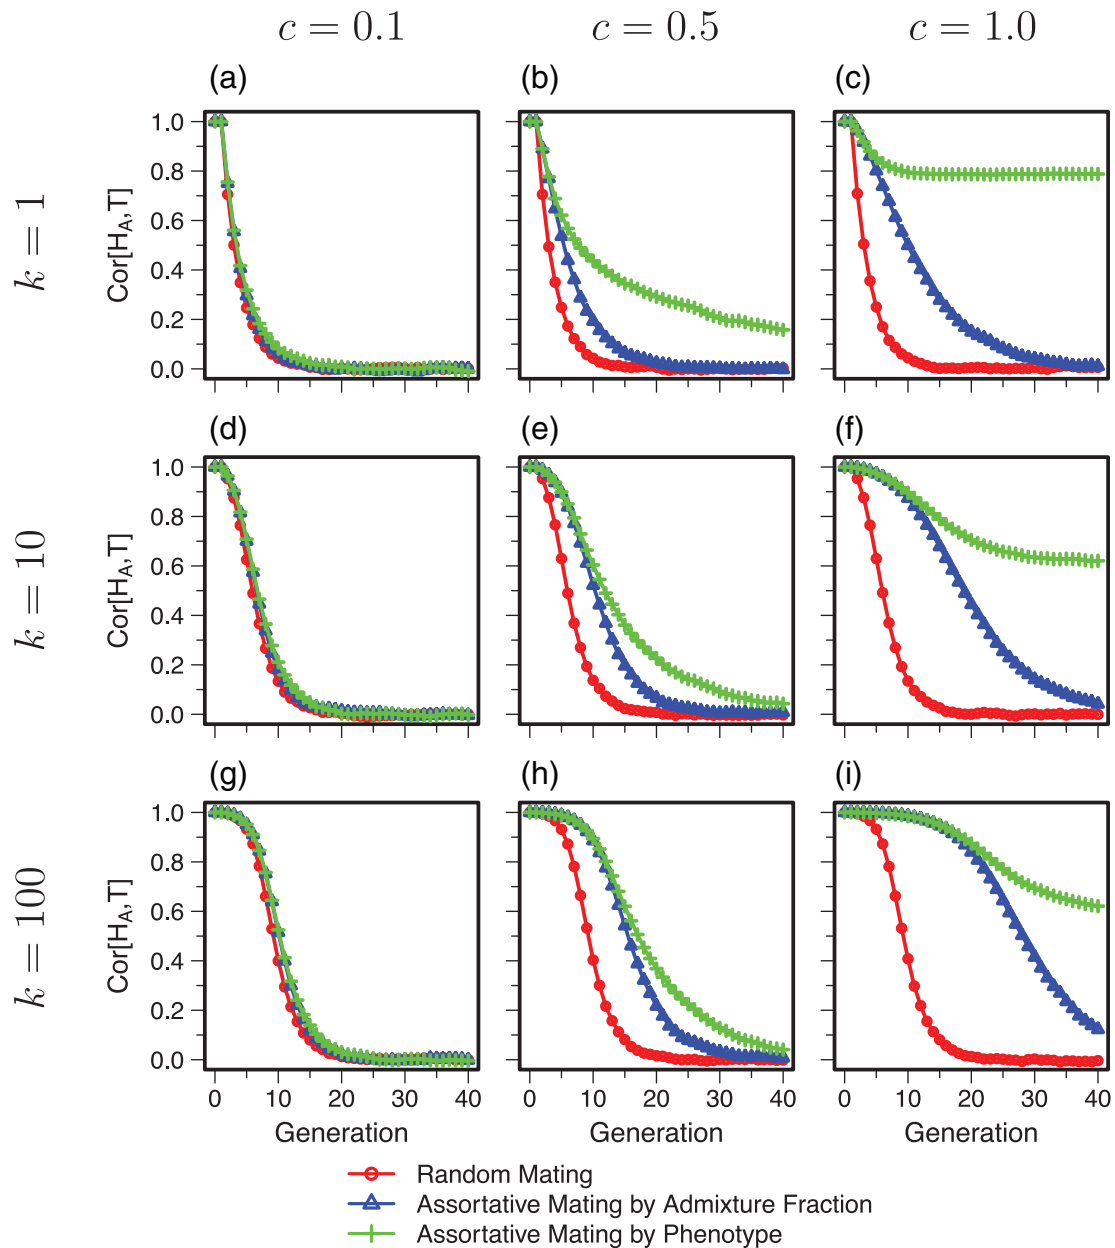 c = 0.1 c = 0.5 c = 1.0
(a) (b) (c)
k = 1
Cor[H_A,T]
1.0
0.8
0.6
0.4
0.2
0.0
(d) (e) (f)
k = 10
Cor[H_A,T]
1.0
0.8
0.6
0.4
0.2
0.0
(g) (h) (i)
k = 100
Cor[H_A,T]
1.0
0.8
0.6
0.4
0.2
0.0
0 10 20 30 40 0 10 20 30 40 0 10 20 30 40
Generation Generation Generation
Random Mating
Assortative Mating by Admixture Fraction
Assortative Mating by Phenotype